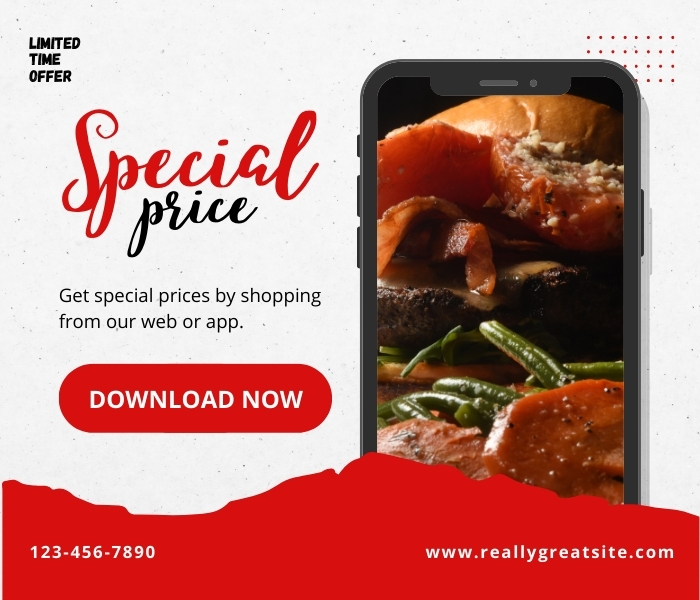 LIMITED
TIME
OFFER
Special
price
Get special prices by shopping
from our web or app.
DOWNLOAD NOW
123-456-7890
www.reallygreatsite.com